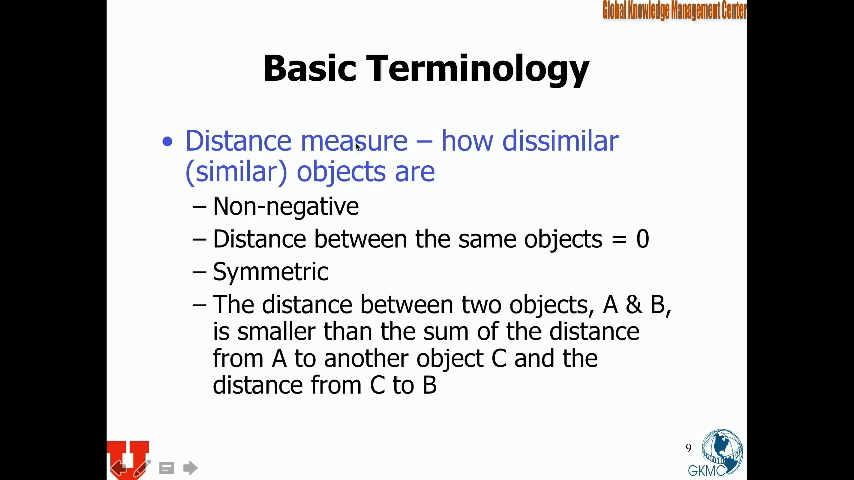 Global Knowledge Management Center
Basic Terminology
• Distance measure – how dissimilar
(similar) objects are
– Non-negative
– Distance between the same objects = 0
– Symmetric
– The distance between two objects, A & B,
is smaller than the sum of the distance
from A to another object C and the
distance from C to B
9
GKMC